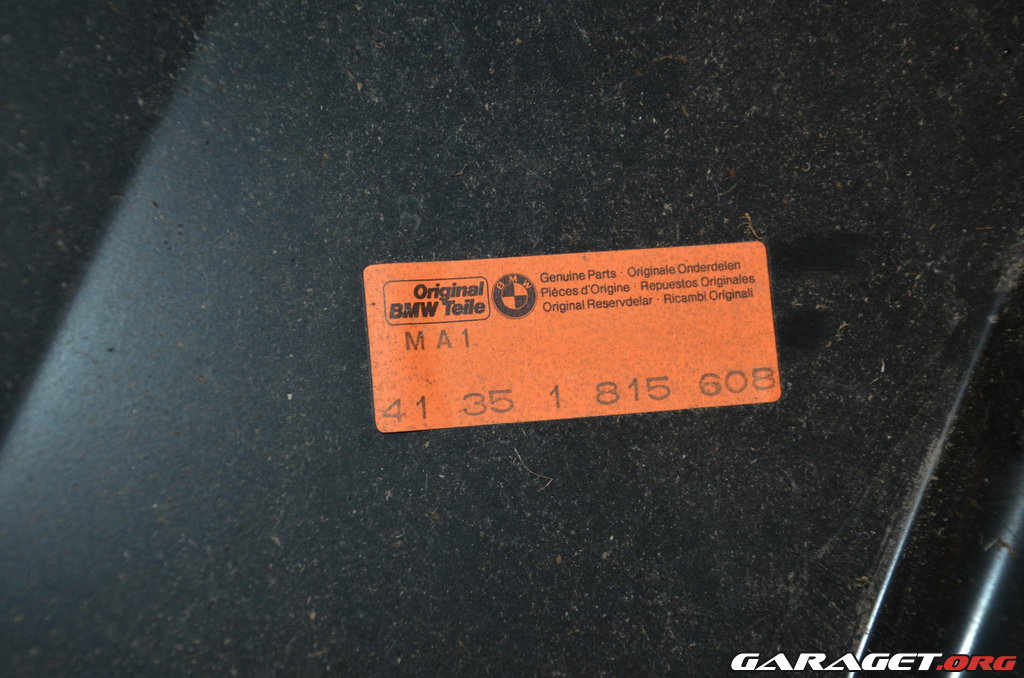 Original
BMW Teile
BMW
Genuine Parts · Originale Onderdelen
Pièces d'Origine · Repuestos Originales
Original Reservdelar · Ricambi Originali
M A 1
41 35 1 815 608
GARAGET.ORG